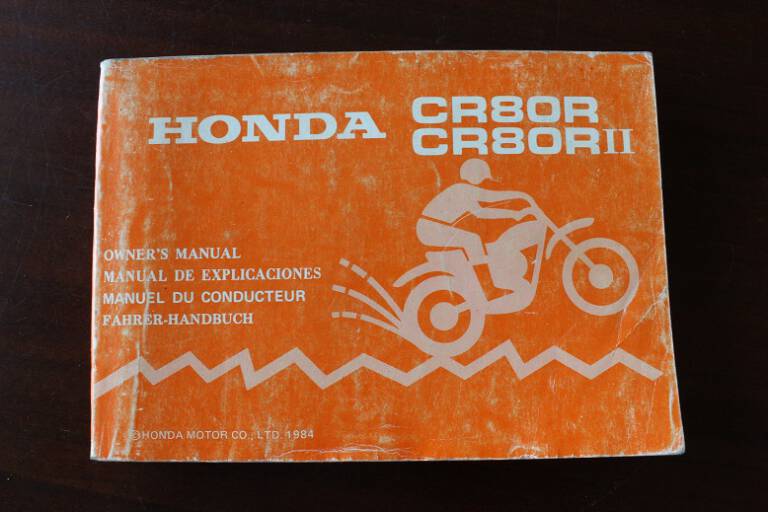 HONDA CR80R
CR80RII
OWNER'S MANUAL
MANUAL DE EXPLICACIONES
MANUEL DU CONDUCTEUR
FAHRER-HANDBUCH
©HONDA MOTOR CO., LTD. 1984